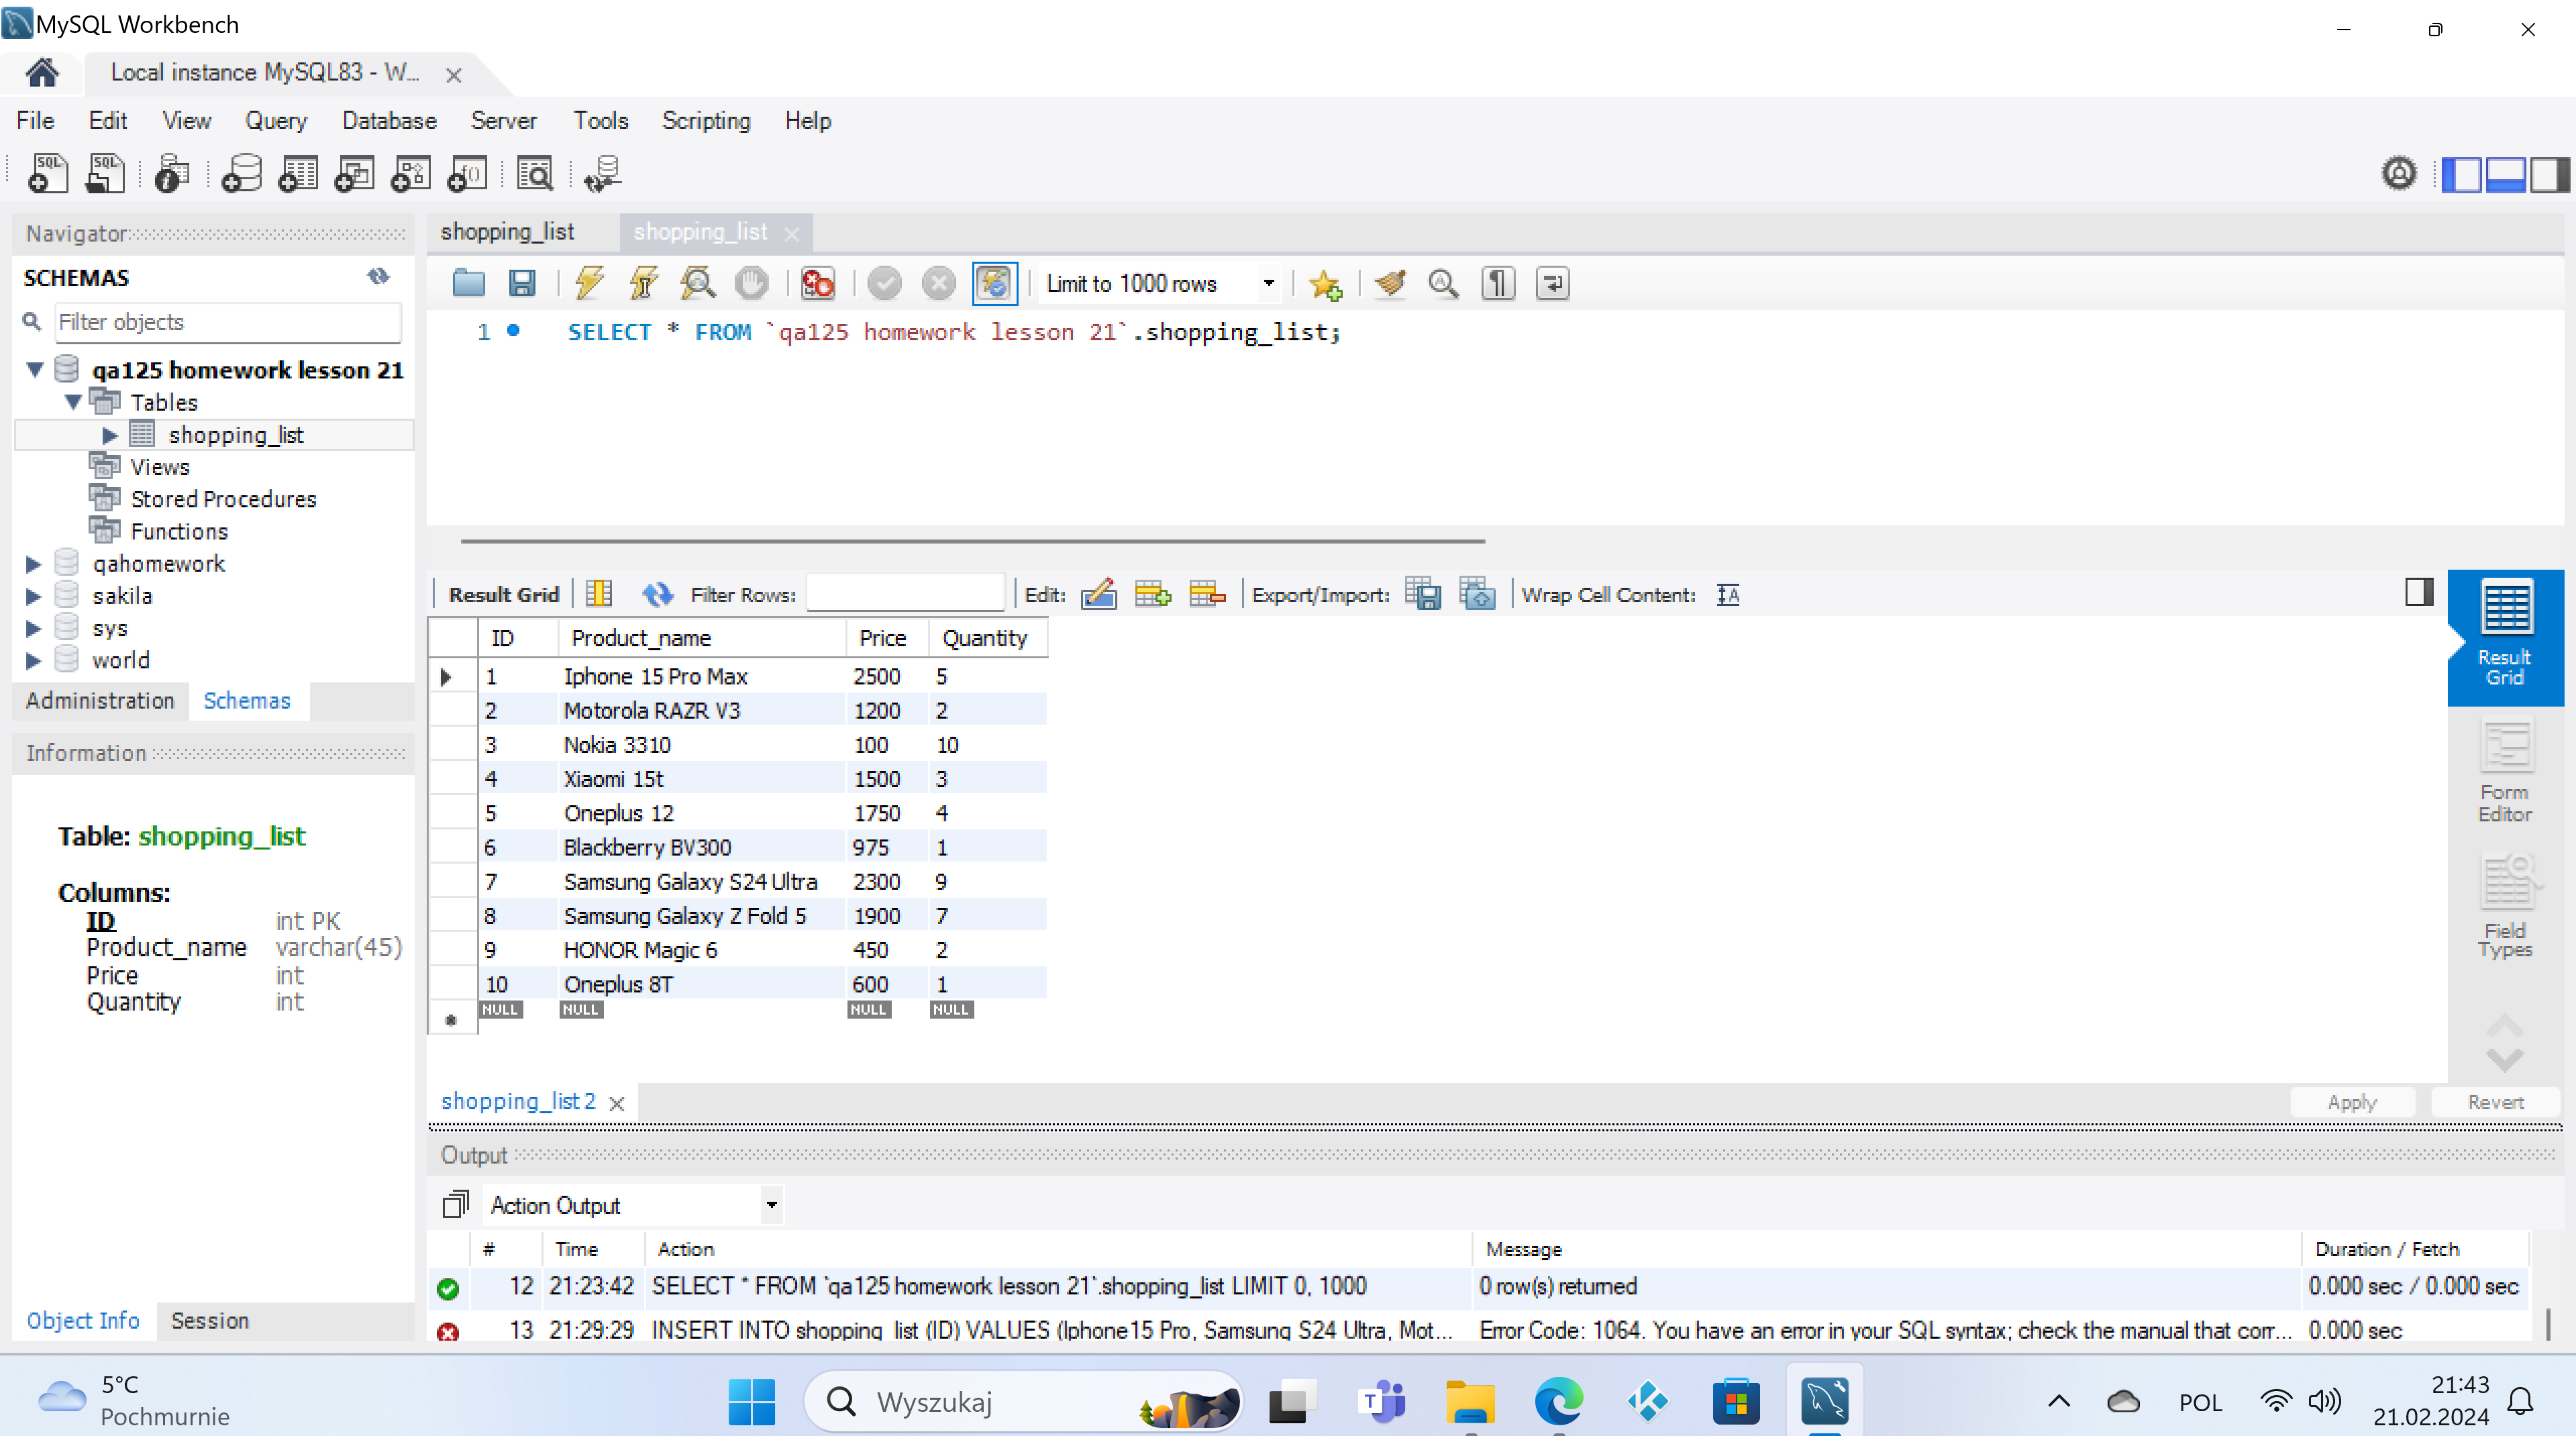 MySQL Workbench
Local instance MySQL83 - W...
File Edit View Query Database Server Tools Scripting Help
Navigator
SCHEMAS
Filter objects
qa125 homework lesson 21
Tables
shopping_list
Views
Stored Procedures
Functions
qahomework
sakila
sys
world
Administration Schemas
Information
Table: shopping_list
Columns:
ID int PK
Product_name varchar(45)
Price int
Quantity int
Object Info Session
shopping_list shopping_list
Limit to 1000 rows
1 SELECT * FROM `qa125 homework lesson 21`.shopping_list;
Result Grid Filter Rows: Edit: Export/Import: Wrap Cell Content:
ID Product_name Price Quantity
1 Iphone 15 Pro Max 2500 5
2 Motorola RAZR V3 1200 2
3 Nokia 3310 100 10
4 Xiaomi 15t 1500 3
5 Oneplus 12 1750 4
6 Blackberry BV300 975 1
7 Samsung Galaxy S24 Ultra 2300 9
8 Samsung Galaxy Z Fold 5 1900 7
9 HONOR Magic 6 450 2
10 Oneplus 8T 600 1
NULL NULL NULL NULL
Result
Grid
Form
Editor
Field
Types
shopping_list 2
Apply Revert
Output
Action Output
# Time Action Message Duration / Fetch
12 21:23:42 SELECT * FROM `qa125 homework lesson 21`.shopping_list LIMIT 0, 1000 0 row(s) returned 0.000 sec / 0.000 sec
13 21:29:29 INSERT INTO shopping_list (ID) VALUES (Iphone15 Pro, Samsung S24 Ultra, Mot... Error Code: 1064. You have an error in your SQL syntax; check the manual that corr... 0.000 sec
5°C
Pochmurnie
Wyszukaj
POL
21:43
21.02.2024